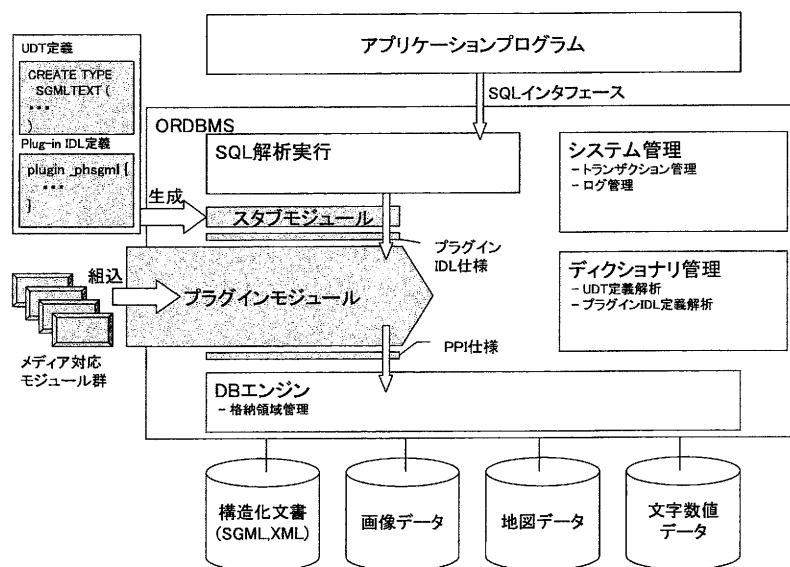 UDT定義
CREATE TYPE
SGMLTEXT (
・・・
)
Plug-in IDL定義
plugin _phsgml {
・・・
}
アプリケーションプログラム
SQLインタフェース
ORDBMS
SQL解析実行
システム管理
- トランザクション管理
- ログ管理
生成
スタブモジュール
プラグイン
IDL仕様
組込
プラグインモジュール
ディクショナリ管理
- UDT定義解析
- プラグインIDL定義解析
メディア対応
モジュール群
PPI仕様
DBエンジン
- 格納領域管理
構造化文書
(SGML,XML)
画像データ
地図データ
文字数値
データ